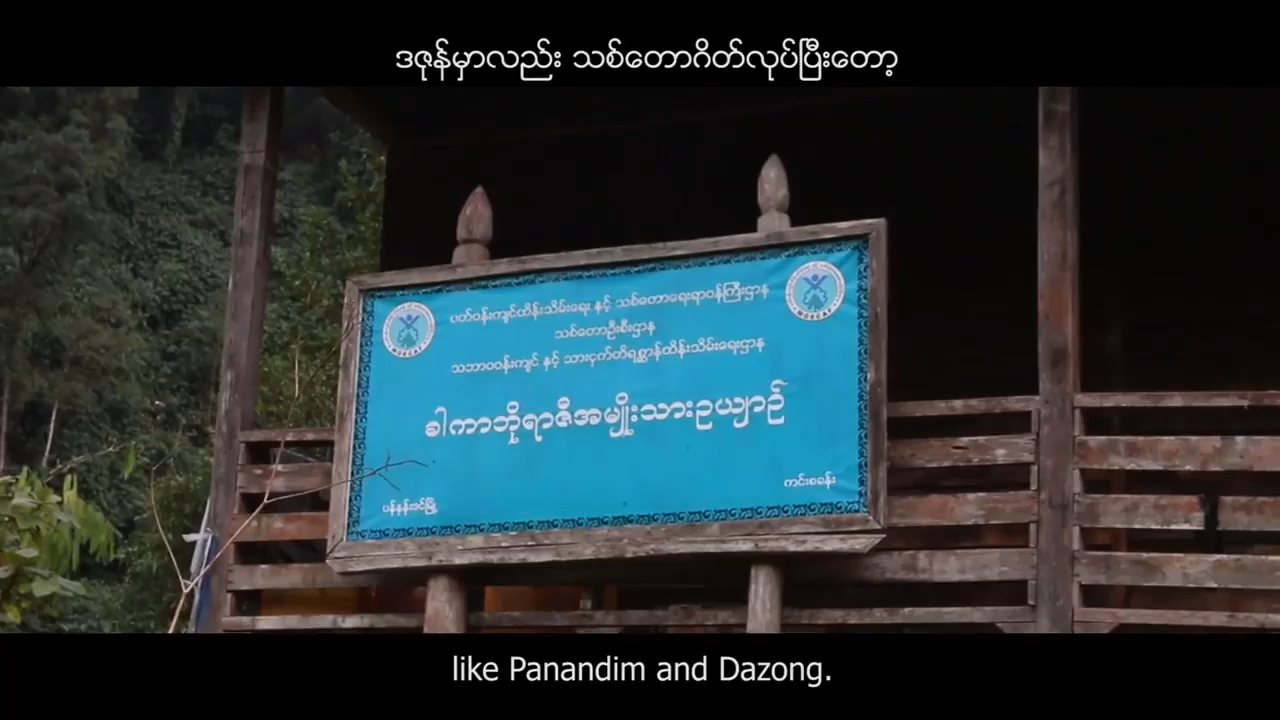 ဒဇုန်မှာလည်း သစ်တောဂိတ်လုပ်ပြီးတော့
ပတ်ဝန်းကျင်ထိန်းသိမ်းရေး နှင့် သစ်တောရေးရာဝန်ကြီးဌာန
သစ်တောဦးစီးဌာန
သဘာဝဝန်းကျင် နှင့် သားငှက်တိရစ္ဆာန်ထိန်းသိမ်းရေးဌာန
ခါကာဘိုရာဇီအမျိုးသားဥယျာဉ်
ပန်နန်းဒင်မြို့
ကင်းစခန်း
MOECAF
MOECAF
like Panandim and Dazong.